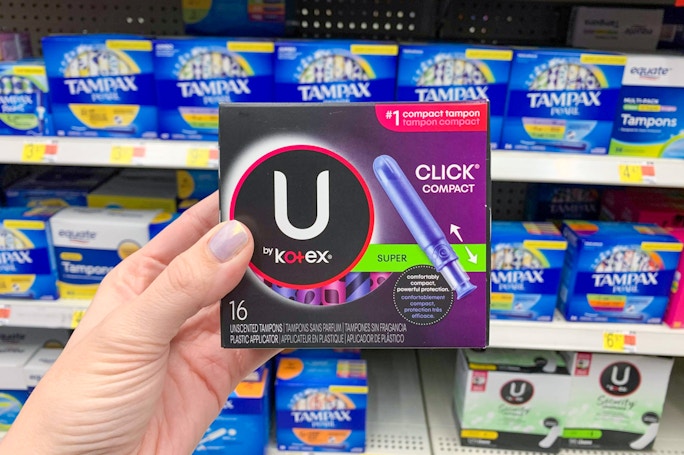 TAMPAX
PEARL
TAMPAX
PEARL
TAMPAX
PEARL
TAMPAX
PEARL
TAMPAX
PEARL
equate
MULTI-PACK
Tampons
#1 compact tampon
tampon compact
U
by Kotex®
CLICK®
COMPACT
SUPER
comfortably
compact,
powerful protection.
confortablement
compact,
protection très
efficace.
16
UNSCENTED TAMPONS | TAMPONS SANS PARFUM | TAMPONES SIN FRAGANCIA
PLASTIC APPLICATOR | APPLICATEUR EN PLASTIQUE | APLICADOR DE PLÁSTICO
equate
Tampons
TAMPAX
TAMPAX
TAMPAX
PEARL
TAMPAX
PEARL
U
Security
U
Security